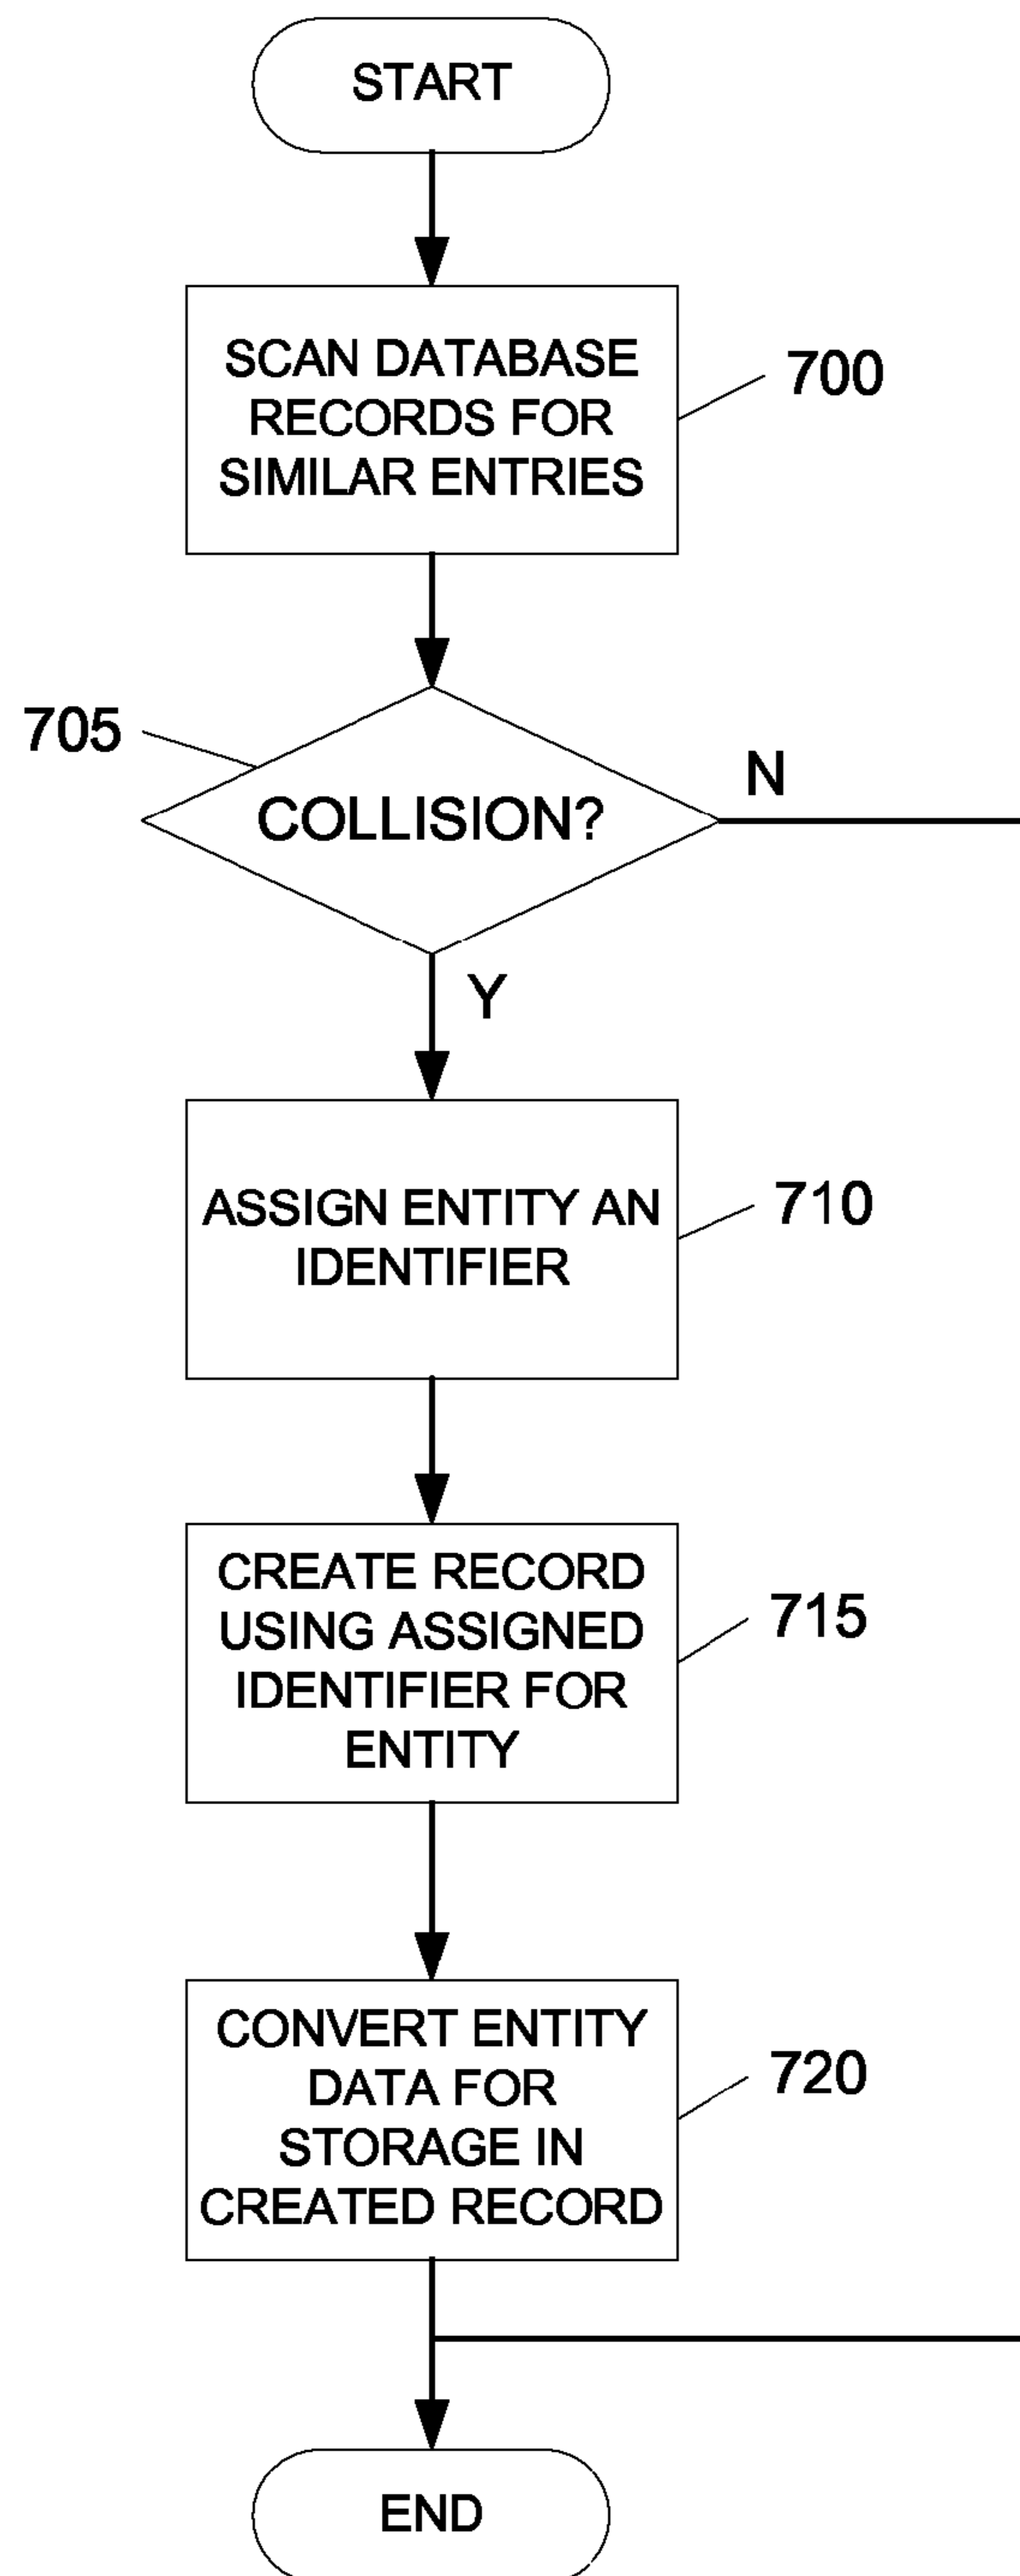 START
SCAN DATABASE
RECORDS FOR
SIMILAR ENTRIES
700
705
COLLISION?
N
Y
ASSIGN ENTITY AN
IDENTIFIER
710
CREATE RECORD
USING ASSIGNED
IDENTIFIER FOR
ENTITY
715
CONVERT ENTITY
DATA FOR
STORAGE IN
CREATED RECORD
720
END